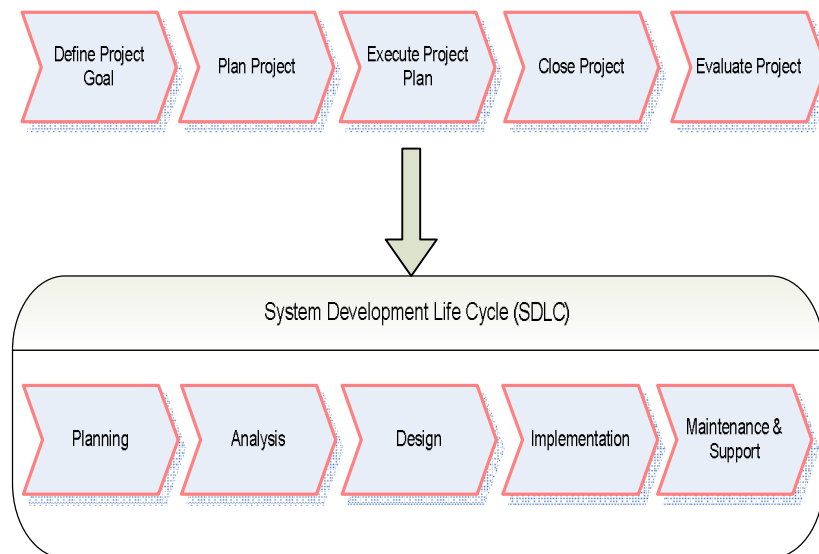 Define Project
Goal
Plan Project
Execute Project
Plan
Close Project
Evaluate Project
System Development Life Cycle (SDLC)
Planning
Analysis
Design
Implementation
Maintenance &
Support